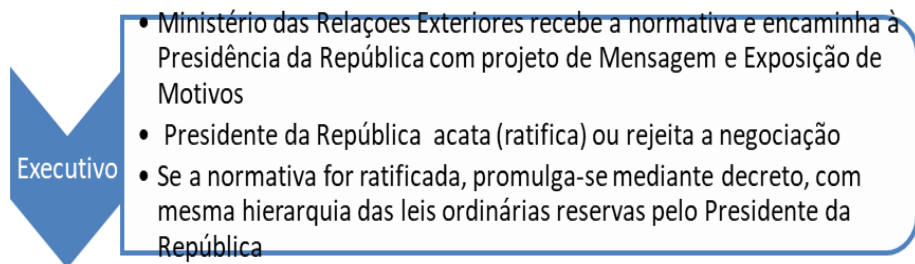 • Ministério das Relaçoes Exteriores recebe a normativa e encaminha à
Presidência da República com projeto de Mensagem e Exposição de
Motivos
• Presidente da República acata (ratifica) ou rejeita a negociação
Executivo
• Se a normativa for ratificada, promulga-se mediante decreto, com
mesma hierarquia das leis ordinárias reservas pelo Presidente da
República